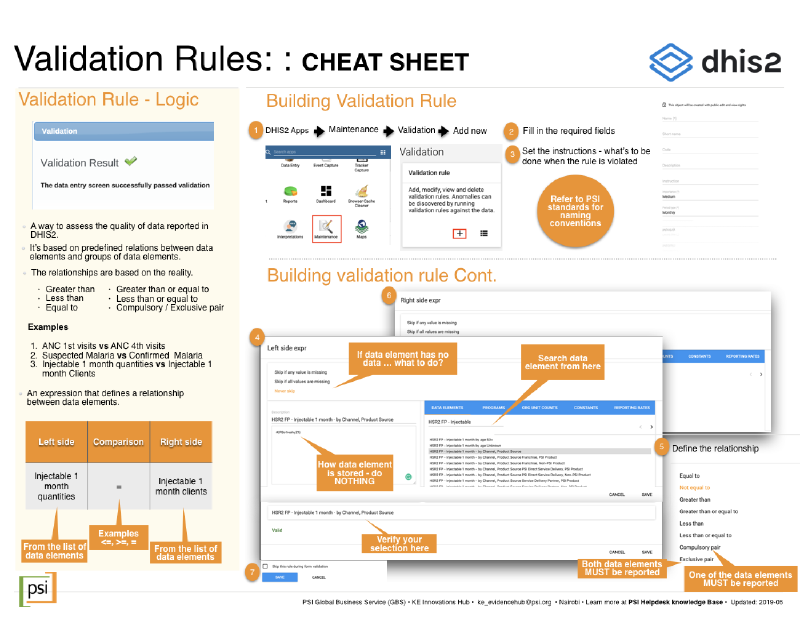 Validation Rules: : CHEAT SHEET
dhis2
Validation Rule - Logic
Validation
Validation Result
The data entry screen successfully passed validation
A way to assess the quality of data reported in
DHIS2.
It's based on predefined relations between data
elements and groups of data elements.
The relationships are based on the reality.
· Greater than
· Less than
· Equal to
· Greater than or equal to
· Less than or equal to
· Compulsory / Exclusive pair
Examples
1. ANC 1st visits vs ANC 4th visits
2. Suspected Malaria vs Confirmed Malaria
3. Injectable 1 month quantities vs Injectable 1
month Clients
An expression that defines a relationship
between data elements.
Left side Comparison Right side
Injectable 1
month
quantities
=
Injectable 1
month clients
From the list of
data elements
Examples
<=, >=, =
From the list of
data elements
psi
Building Validation Rule
1 DHIS2 Apps Maintenance Validation Add new
Search apps
Data Entry
Event Capture
Tracker
Capture
Reports
Dashboard
Browser Cache
Cleaner
Interpretations
Maintenance
Maps
Validation
Validation rule
Add, modify, view and delete
validation rules. Anomalies can
be discovered by running
validation rules against the data.
2 Fill in the required fields
3 Set the instructions - what's to be
done when the rule is violated
Refer to PSI
standards for
naming
conventions
Building validation rule Cont.
6
Right side expr
Skip if any value is missing
Skip if all values are missing
CONSTANTS
REPORTING RATES
4
Left side expr
Skip if any value is missing
Skip if all values are missing
Never skip
If data element has no
data ... what to do?
Search data
element from here
HSR2 FP - Injectable 1 month - by Channel, Product Source
DATA ELEMENTS
PROGRAMS
ORG UNIT COUNTS
CONSTANTS
REPORTING RATES
HSR2 FP - Injectable
How data element
is stored - do
NOTHING
CANCEL
SAVE
HSR2 FP - Injectable 1 month - by Channel, Product Source
Valid
Verify your
selection here
CANCEL
SAVE
5 Define the relationship
Equal to
Not equal to
Greater than
Greater than or equal to
Less than
Less than or equal to
Compulsory pair
Exclusive pair
Both data elements
MUST be reported
One of the data elements
MUST be reported
7
Skip this rule during form validation
SAVE
CANCEL
PSI Global Business Service (GBS) • KE Innovations Hub • ke_evidencehub@psi.org • Nairobi • Learn more at PSI Helpdesk knowledge Base • Updated: 2019-05